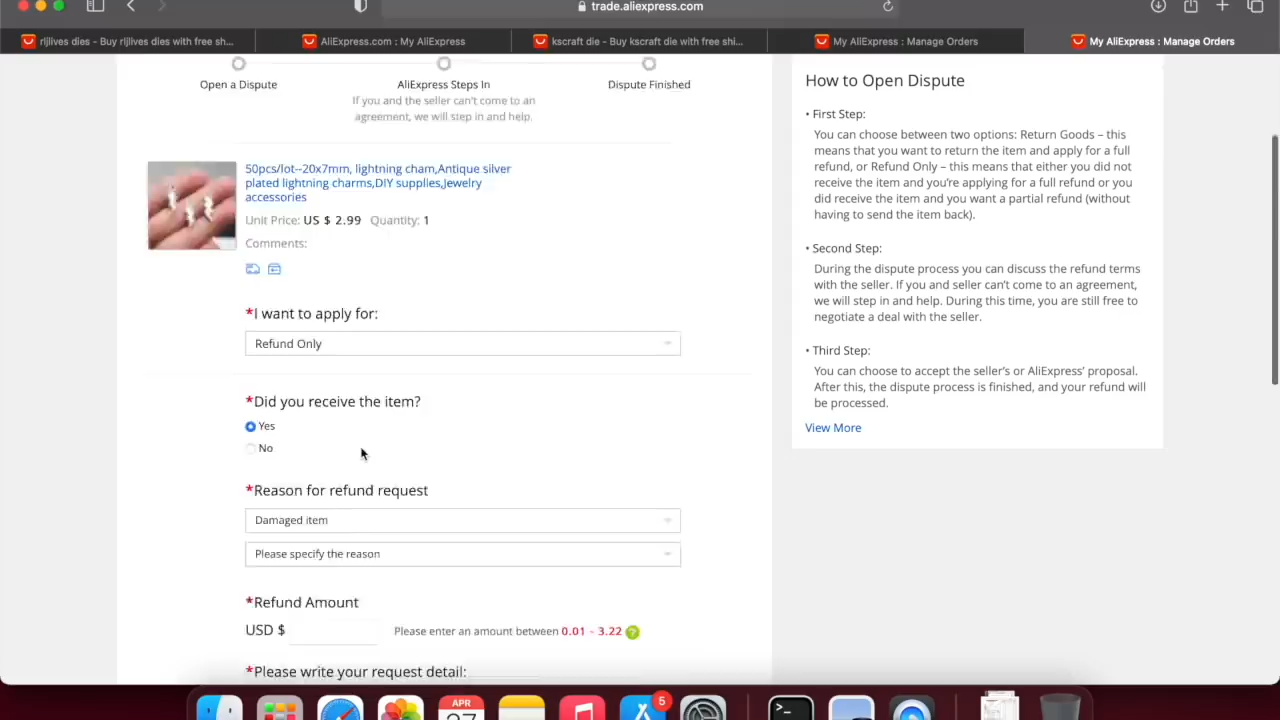 trade.aliexpress.com
rljlives dies - Buy rljlives dies with free sh...
AliExpress.com : My AliExpress
kscraft die - Buy kscraft die with free shi...
My AliExpress : Manage Orders
My AliExpress : Manage Orders
Open a Dispute
AliExpress Steps In
Dispute Finished
If you and the seller can't come to an
agreement, we will step in and help.
50pcs/lot--20x7mm, lightning cham,Antique silver
plated lightning charms,DIY supplies,Jewelry
accessories
Unit Price: US $ 2.99 Quantity: 1
Comments:
*I want to apply for:
Refund Only
*Did you receive the item?
Yes
No
*Reason for refund request
Damaged item
Please specify the reason
*Refund Amount
USD $
Please enter an amount between 0.01 - 3.22 ?
*Please write your request detail:
How to Open Dispute
• First Step:
You can choose between two options: Return Goods – this
means that you want to return the item and apply for a full
refund, or Refund Only – this means that either you did not
receive the item and you're applying for a full refund or you
did receive the item and you want a partial refund (without
having to send the item back).
• Second Step:
During the dispute process you can discuss the refund terms
with the seller. If you and seller can't come to an agreement,
we will step in and help. During this time, you are still free to
negotiate a deal with the seller.
• Third Step:
You can choose to accept the seller's or AliExpress' proposal.
After this, the dispute process is finished, and your refund will
be processed.
View More
APR
27
5
>_